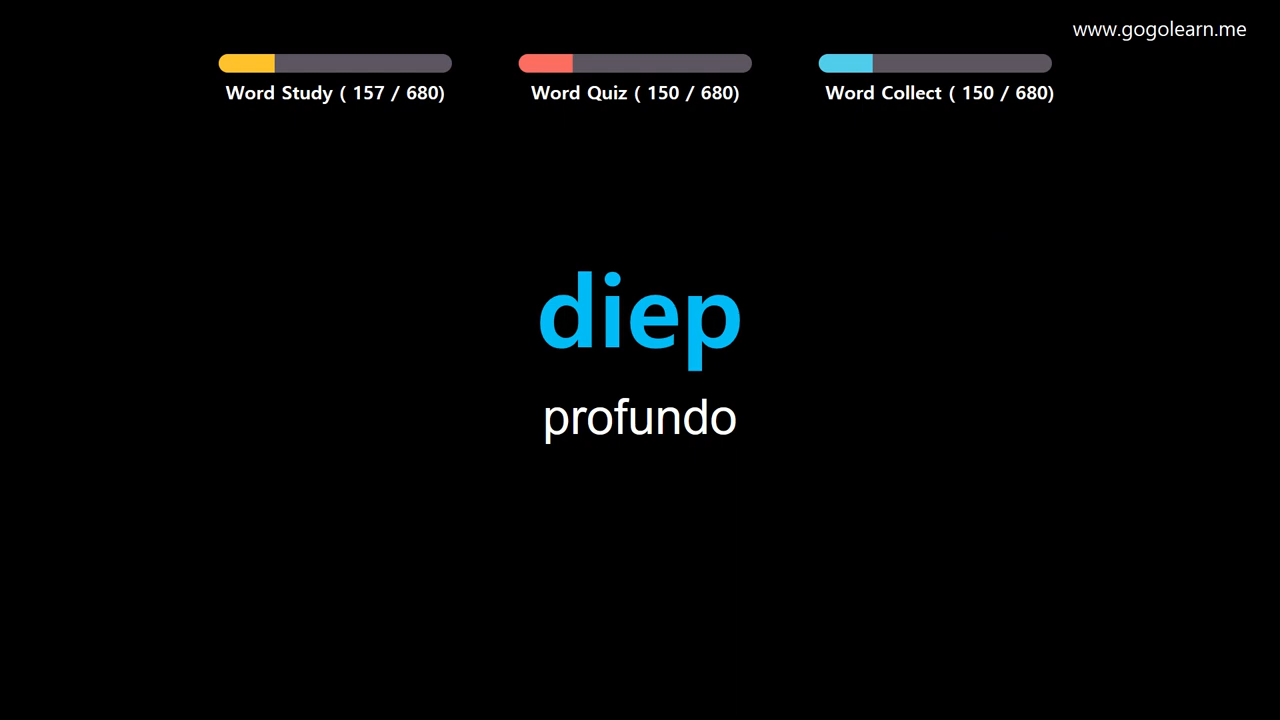 www.gogolearn.me
Word Study ( 157 / 680)
Word Quiz ( 150 / 680)
Word Collect ( 150 / 680)
diep
profundo